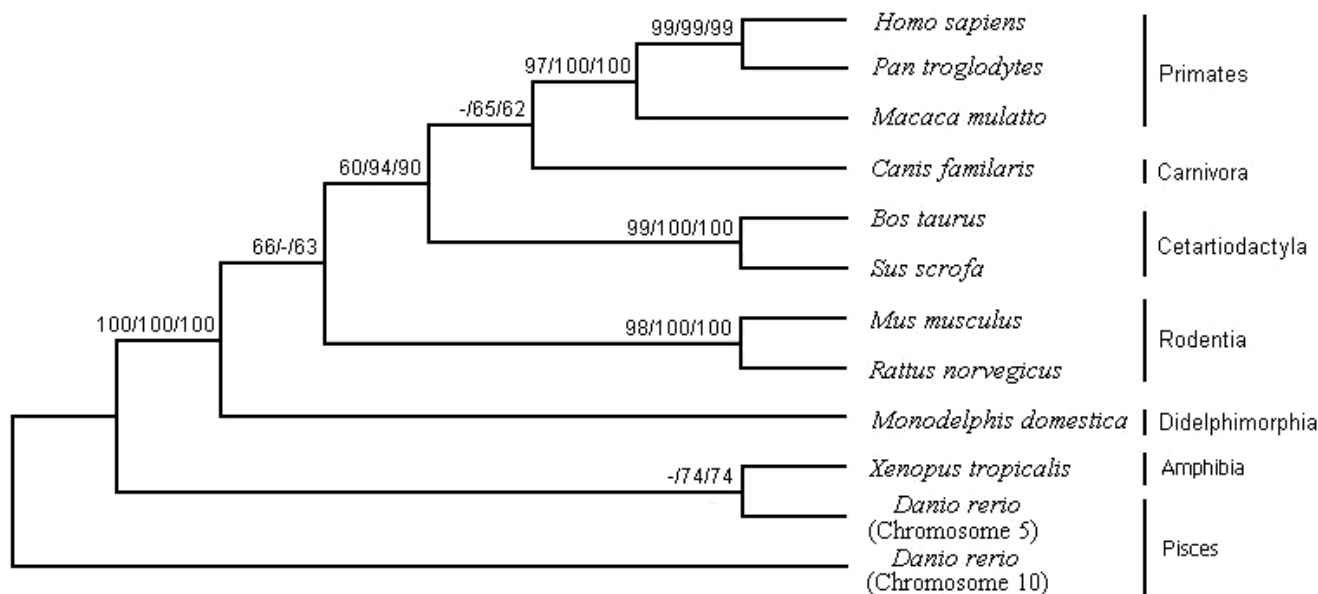 99/99/99
Homo sapiens
97/100/100
Pan troglodytes
Primates
-/65/62
Macaca mulatto
60/94/90
Canis familaris
Carnivora
99/100/100
Bos taurus
66/-/63
Cetartiodactyla
Sus scrofa
100/100/100
98/100/100
Mus musculus
Rodentia
Rattus norvegicus
Monodelphis domestica
Didelphimorphia
-/74/74
Xenopus tropicalis
Amphibia
Danio rerio
(Chromosome 5)
Pisces
Danio rerio
(Chromosome 10)